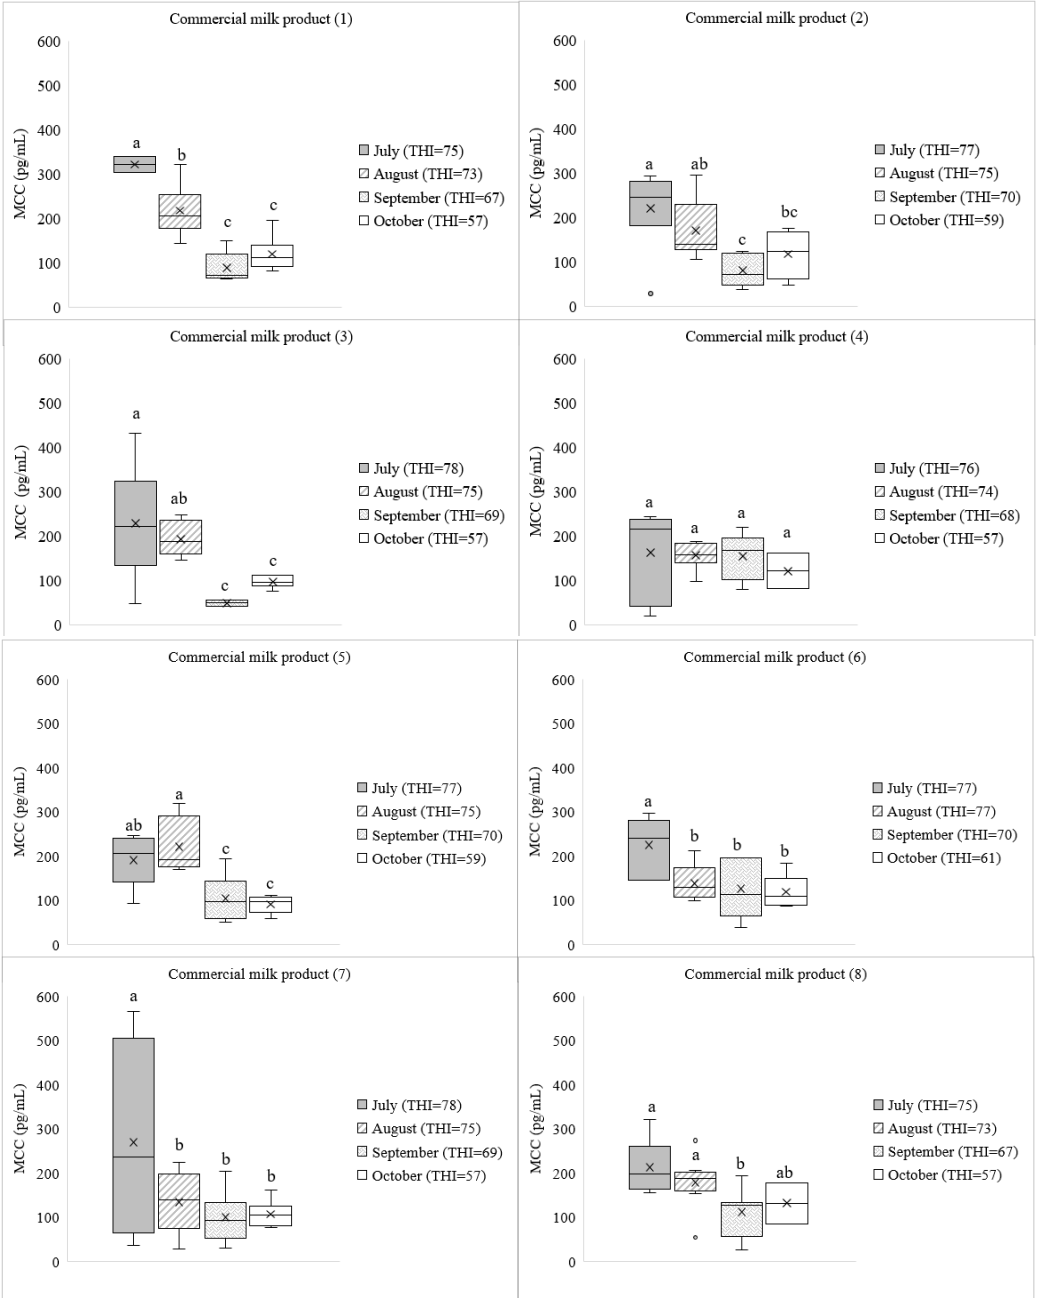 Commercial milk product (1)
600
500
400
300
200
100
0
MCC (pg/mL)
a
b
c
c
July (THI=75)
August (THI=73)
September (THI=67)
October (THI=57)
Commercial milk product (2)
600
500
400
300
200
100
0
MCC (pg/mL)
a
ab
c
bc
July (THI=77)
August (THI=75)
September (THI=70)
October (THI=59)
Commercial milk product (3)
600
500
400
300
200
100
0
MCC (pg/mL)
a
ab
c
c
July (THI=78)
August (THI=75)
September (THI=69)
October (THI=57)
Commercial milk product (4)
600
500
400
300
200
100
0
MCC (pg/mL)
a
a
a
a
July (THI=76)
August (THI=74)
September (THI=68)
October (THI=57)
Commercial milk product (5)
600
500
400
300
200
100
0
MCC (pg/mL)
ab
a
c
c
July (THI=77)
August (THI=75)
September (THI=70)
October (THI=59)
Commercial milk product (6)
600
500
400
300
200
100
0
MCC (pg/mL)
a
b
b
b
July (THI=77)
August (THI=77)
September (THI=70)
October (THI=61)
Commercial milk product (7)
600
500
400
300
200
100
0
MCC (pg/mL)
a
b
b
b
July (THI=78)
August (THI=75)
September (THI=69)
October (THI=57)
Commercial milk product (8)
600
500
400
300
200
100
0
MCC (pg/mL)
a
a
b
ab
July (THI=75)
August (THI=73)
September (THI=67)
October (THI=57)